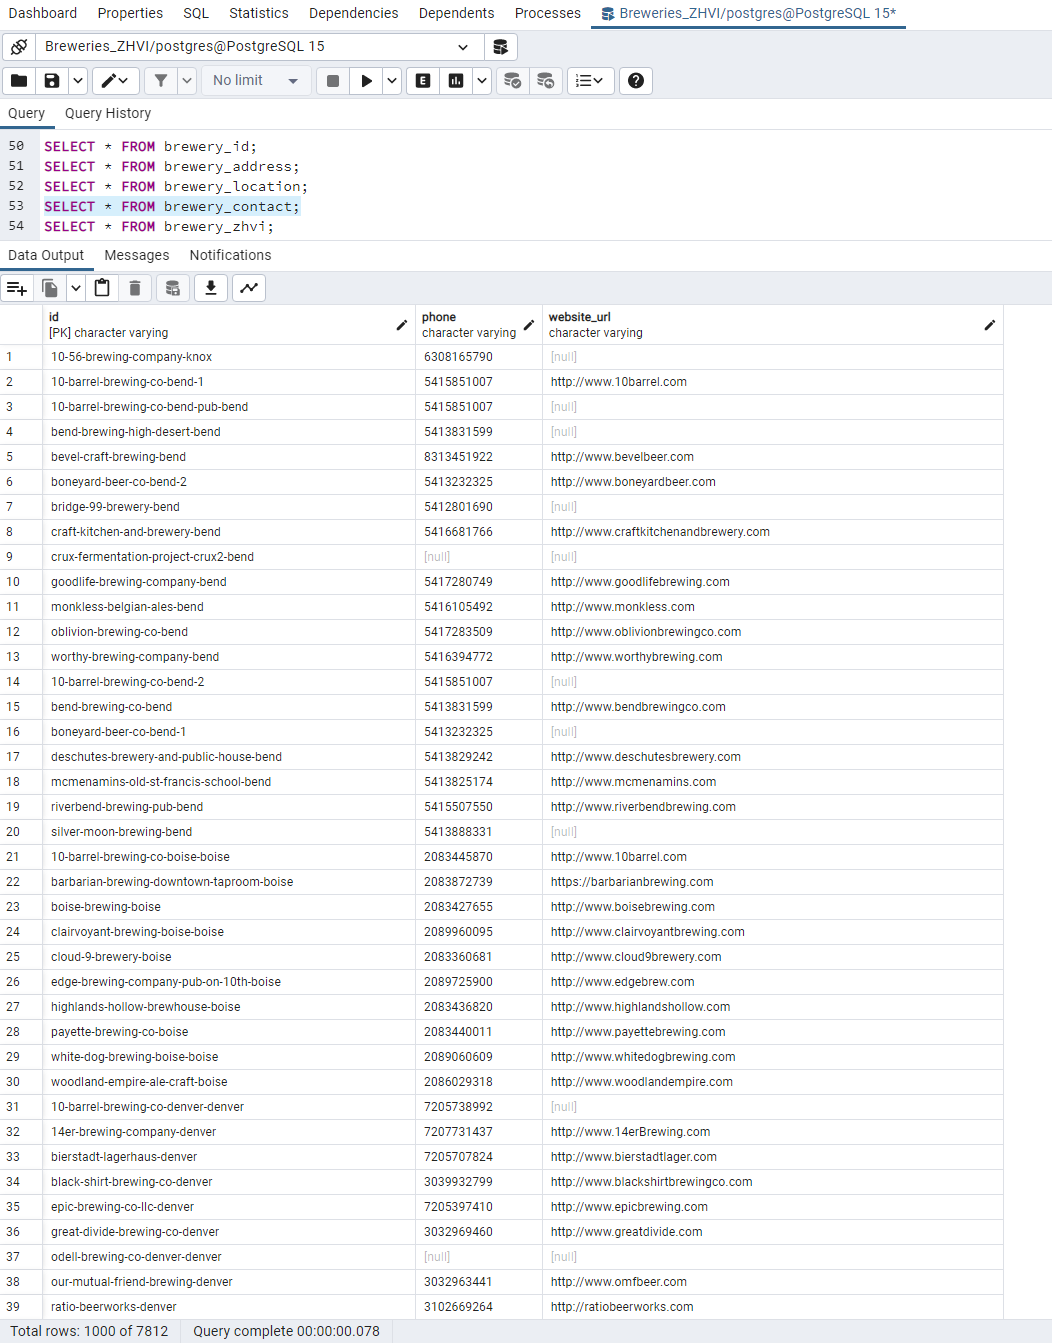 Dashboard Properties SQL Statistics Dependencies Dependents Processes Breweries_ZHVI/postgres@PostgreSQL 15*
Breweries_ZHVI/postgres@PostgreSQL 15
No limit E ?
Query Query History
50 SELECT * FROM brewery_id;
51 SELECT * FROM brewery_address;
52 SELECT * FROM brewery_location;
53 SELECT * FROM brewery_contact;
54 SELECT * FROM brewery_zhvi;
Data Output Messages Notifications
id phone website_url
[PK] character varying character varying character varying
1 10-56-brewing-company-knox 6308165790 [null]
2 10-barrel-brewing-co-bend-1 5415851007 http://www.10barrel.com
3 10-barrel-brewing-co-bend-pub-bend 5415851007 [null]
4 bend-brewing-high-desert-bend 5413831599 [null]
5 bevel-craft-brewing-bend 8313451922 http://www.bevelbeer.com
6 boneyard-beer-co-bend-2 5413232325 http://www.boneyardbeer.com
7 bridge-99-brewery-bend 5412801690 [null]
8 craft-kitchen-and-brewery-bend 5416681766 http://www.craftkitchenandbrewery.com
9 crux-fermentation-project-crux2-bend [null] [null]
10 goodlife-brewing-company-bend 5417280749 http://www.goodlifebrewing.com
11 monkless-belgian-ales-bend 5416105492 http://www.monkless.com
12 oblivion-brewing-co-bend 5417283509 http://www.oblivionbrewingco.com
13 worthy-brewing-company-bend 5416394772 http://www.worthybrewing.com
14 10-barrel-brewing-co-bend-2 5415851007 [null]
15 bend-brewing-co-bend 5413831599 http://www.bendbrewingco.com
16 boneyard-beer-co-bend-1 5413232325 [null]
17 deschutes-brewery-and-public-house-bend 5413829242 http://www.deschutesbrewery.com
18 mcmenamins-old-st-francis-school-bend 5413825174 http://www.mcmenamins.com
19 riverbend-brewing-pub-bend 5415507550 http://www.riverbendbrewing.com
20 silver-moon-brewing-bend 5413888331 [null]
21 10-barrel-brewing-co-boise-boise 2083445870 http://www.10barrel.com
22 barbarian-brewing-downtown-taproom-boise 2083872739 https://barbarianbrewing.com
23 boise-brewing-boise 2083427655 http://www.boisebrewing.com
24 clairvoyant-brewing-boise-boise 2089960095 http://www.clairvoyantbrewing.com
25 cloud-9-brewery-boise 2083360681 http://www.cloud9brewery.com
26 edge-brewing-company-pub-on-10th-boise 2089725900 http://www.edgebrew.com
27 highlands-hollow-brewhouse-boise 2083436820 http://www.highlandshollow.com
28 payette-brewing-co-boise 2083440011 http://www.payettebrewing.com
29 white-dog-brewing-boise-boise 2089060609 http://www.whitedogbrewing.com
30 woodland-empire-ale-craft-boise 2086029318 http://www.woodlandempire.com
31 10-barrel-brewing-co-denver-denver 7205738992 [null]
32 14er-brewing-company-denver 7207731437 http://www.14erBrewing.com
33 bierstadt-lagerhaus-denver 7205707824 http://www.bierstadtlager.com
34 black-shirt-brewing-co-denver 3039932799 http://www.blackshirtbrewingco.com
35 epic-brewing-co-llc-denver 7205397410 http://www.epicbrewing.com
36 great-divide-brewing-co-denver 3032969460 http://www.greatdivide.com
37 odell-brewing-co-denver-denver [null] [null]
38 our-mutual-friend-brewing-denver 3032963441 http://www.omfbeer.com
39 ratio-beerworks-denver 3102669264 http://ratiobeerworks.com
Total rows: 1000 of 7812 Query complete 00:00:00.078